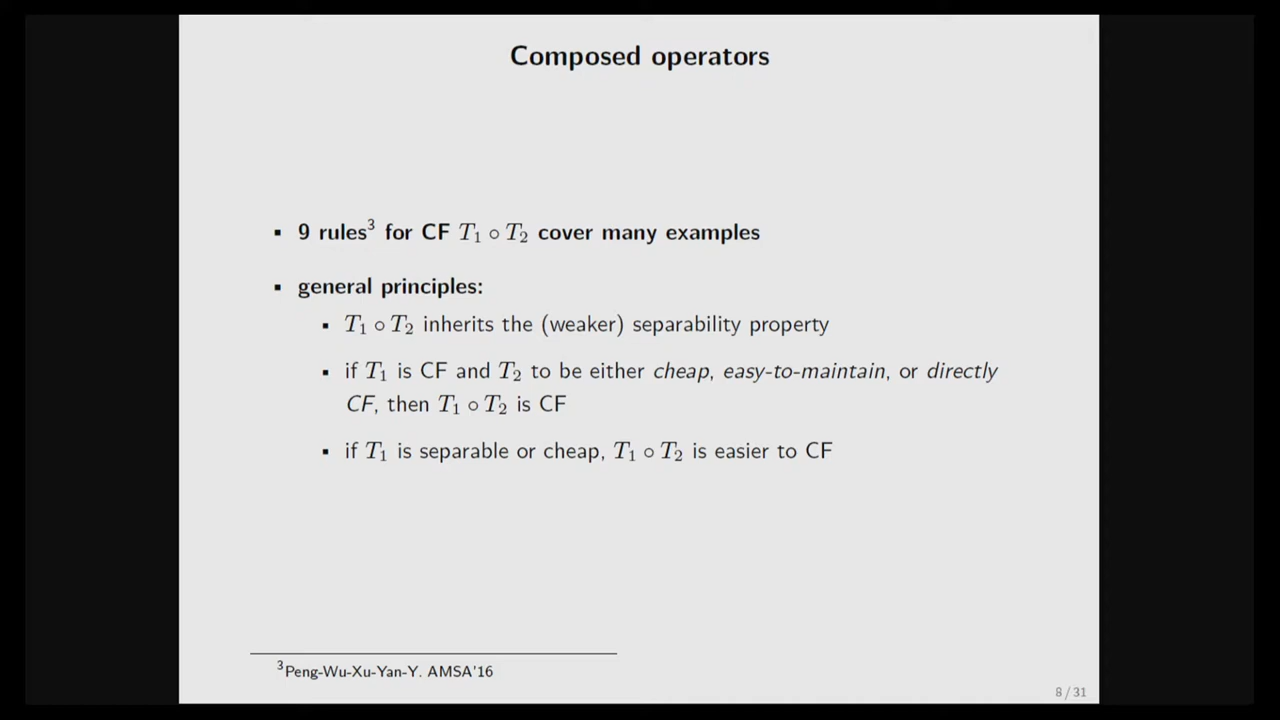 Composed operators
▪ 9 rules³ for CF T₁ ∘ T₂ cover many examples
▪ general principles:
▪ T₁ ∘ T₂ inherits the (weaker) separability property
▪ if T₁ is CF and T₂ to be either cheap, easy-to-maintain, or directly
CF, then T₁ ∘ T₂ is CF
▪ if T₁ is separable or cheap, T₁ ∘ T₂ is easier to CF
³Peng-Wu-Xu-Yan-Y. AMSA'16
8 / 31